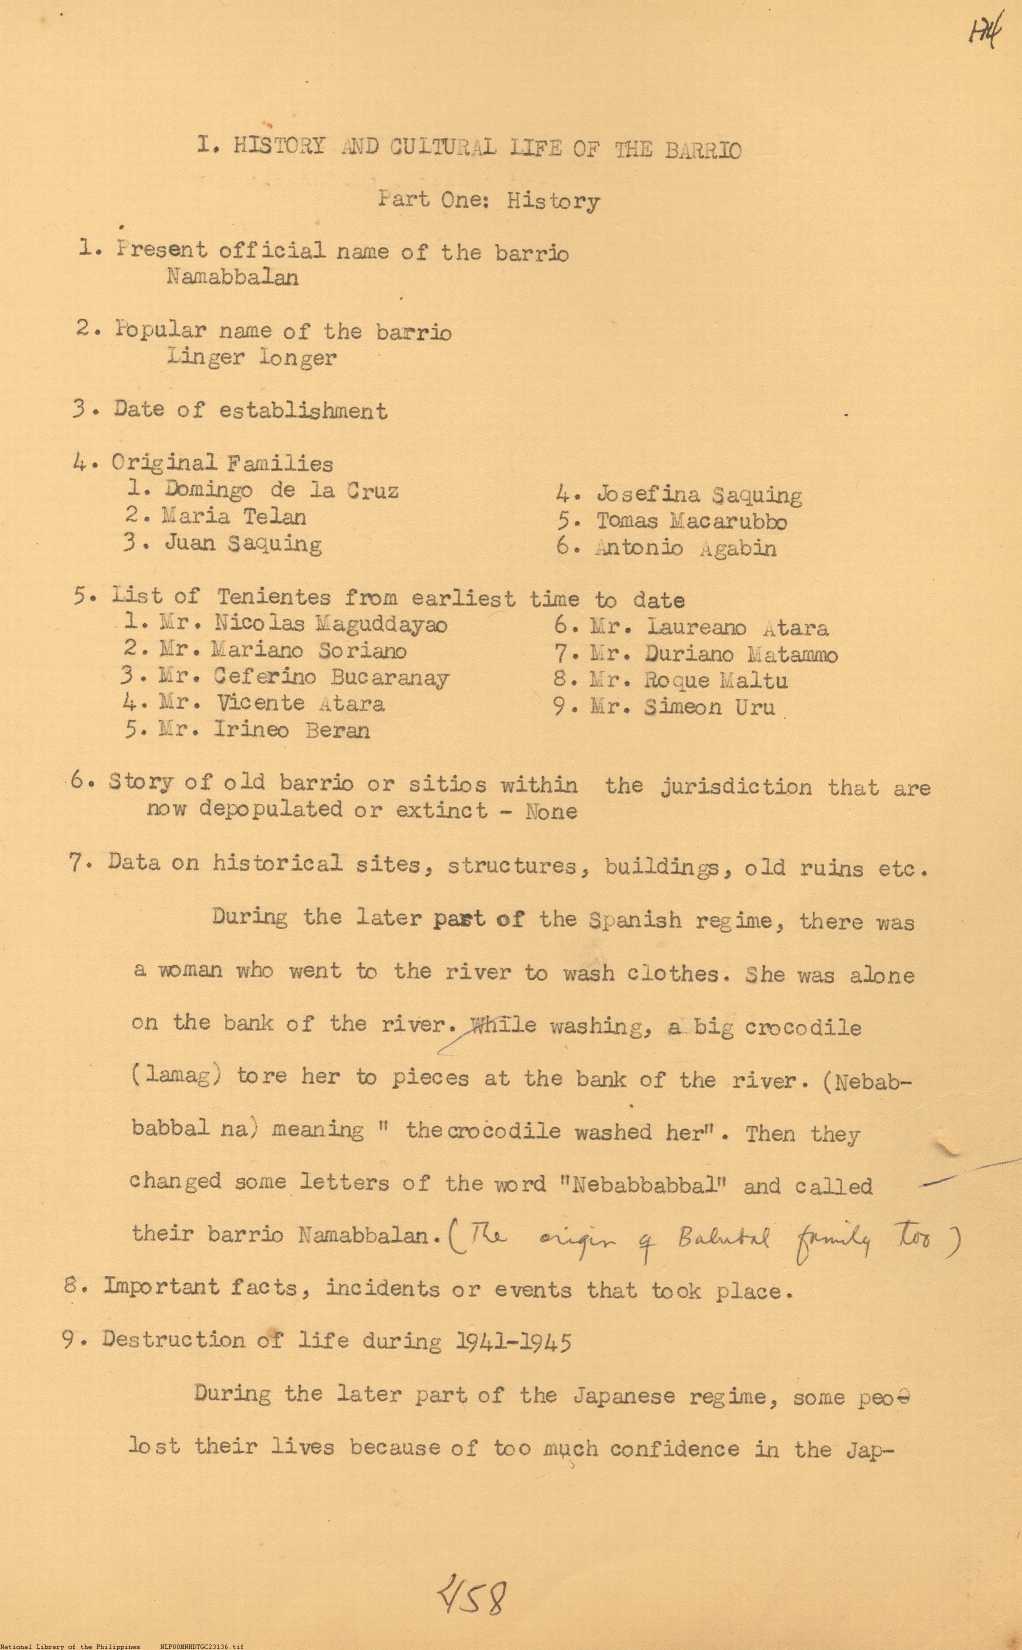 I. HISTORY AND CULTURAL LIFE OF THE BARRIO
Part One: History
1. Present official name of the barrio
Namabbalan
2. Popular name of the barrio
Linger longer
3. Date of establishment
4. Original Families
1. Domingo de la Cruz
2. Maria Telan
3. Juan Saquing
4. Josefina Saquing
5. Tomas Macarubbo
6. Antonio Agabin
5. List of Tenientes from earliest time to date
1. Mr. Nicolas Maguddayao
2. Mr. Mariano Soriano
3. Mr. Ceferino Bucaranay
4. Mr. Vicente Atara
5. Mr. Irineo Beran
6. Mr. Laureano Atara
7. Mr. Duriano Matammo
8. Mr. Roque Maltu
9. Mr. Simeon Uru
6. Story of old barrio or sitios within the jurisdiction that are
now depopulated or extinct - None
7. Data on historical sites, structures, buildings, old ruins etc.
During the later part of the Spanish regime, there was
a woman who went to the river to wash clothes. She was alone
on the bank of the river. While washing, a big crocodile
(lamag) tore her to pieces at the bank of the river. (Nebab-
babbal na) meaning " thecrocodile washed her". Then they
changed some letters of the word "Nebabbabbal" and called
their barrio Namabbalan. (The origin of Balubal family too)
8. Important facts, incidents or events that took place.
9. Destruction of life during 1941-1945
During the later part of the Japanese regime, some peo
lost their lives because of too much confidence in the Jap-
458
National Library of the Philippines NLP00MNHDTGC23136.tif